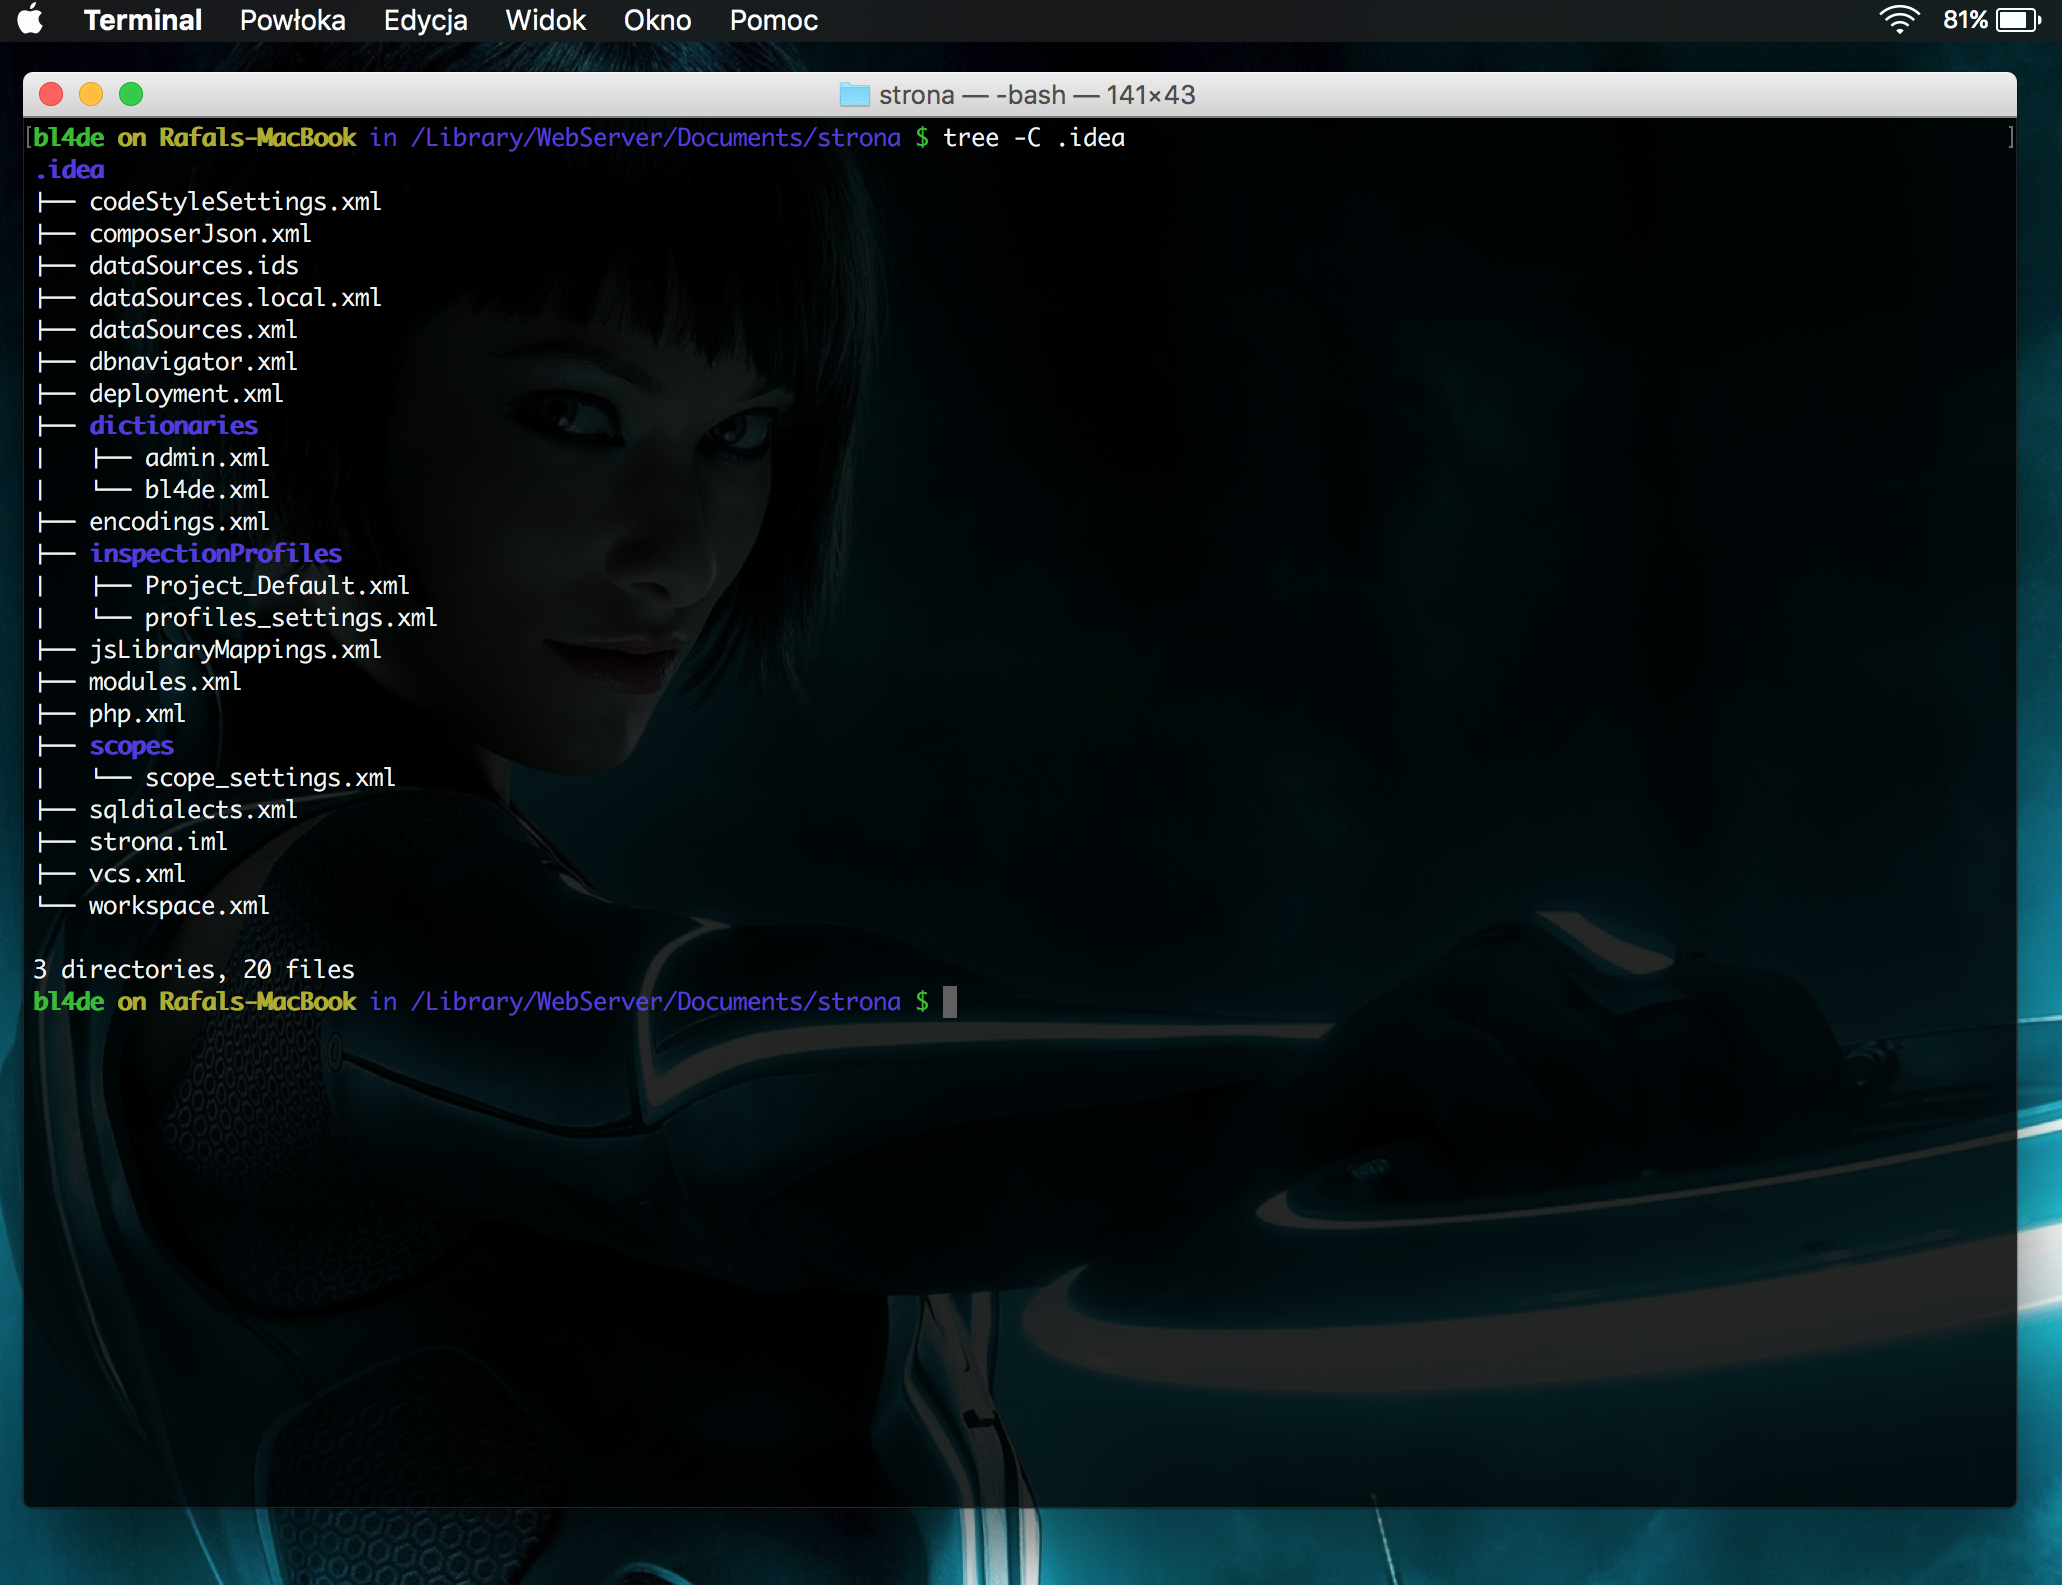 Terminal Powłoka Edycja Widok Okno Pomoc 81%
strona — -bash — 141×43
[bl4de on Rafals-MacBook in /Library/WebServer/Documents/strona $ tree -C .idea ]
.idea
├── codeStyleSettings.xml
├── composerJson.xml
├── dataSources.ids
├── dataSources.local.xml
├── dataSources.xml
├── dbnavigator.xml
├── deployment.xml
├── dictionaries
│   ├── admin.xml
│   └── bl4de.xml
├── encodings.xml
├── inspectionProfiles
│   ├── Project_Default.xml
│   └── profiles_settings.xml
├── jsLibraryMappings.xml
├── modules.xml
├── php.xml
├── scopes
│   └── scope_settings.xml
├── sqldialects.xml
├── strona.iml
├── vcs.xml
└── workspace.xml
3 directories, 20 files
bl4de on Rafals-MacBook in /Library/WebServer/Documents/strona $